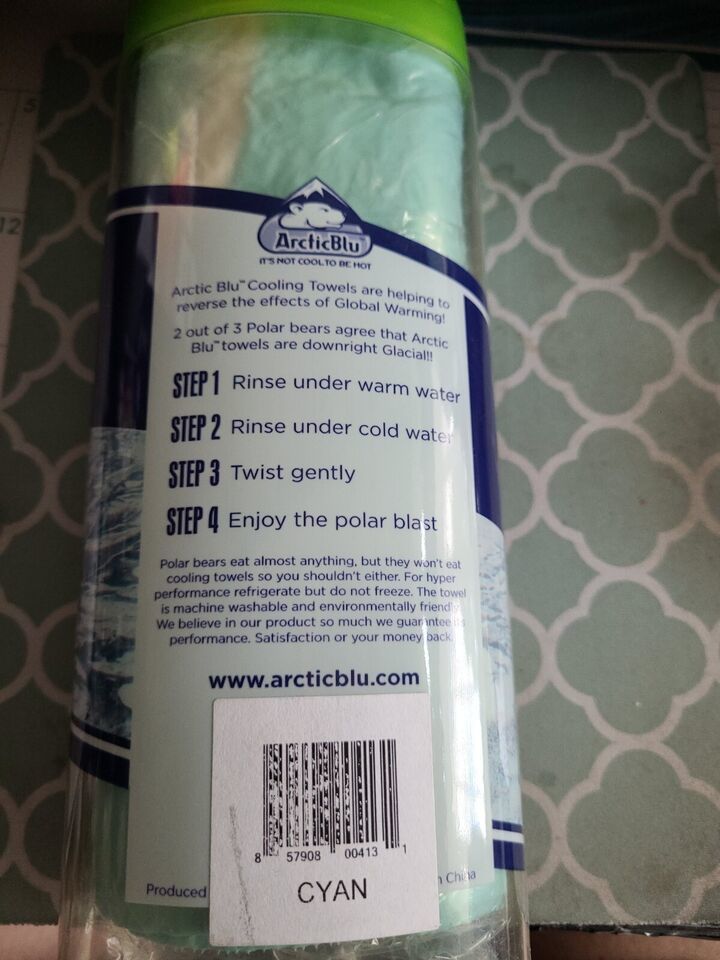 ArcticBlu
IT'S NOT COOL TO BE HOT
Arctic Blu™ Cooling Towels are helping to
reverse the effects of Global Warming!
2 out of 3 Polar bears agree that Arctic
Blu™ towels are downright Glacial!!
STEP 1 Rinse under warm water
STEP 2 Rinse under cold water
STEP 3 Twist gently
STEP 4 Enjoy the polar blast
Polar bears eat almost anything, but they won't eat
cooling towels so you shouldn't either. For hyper
performance refrigerate but do not freeze. The towel
is machine washable and environmentally friendly
We believe in our product so much we guarantee its
performance. Satisfaction or your money back.
www.arcticblu.com
8 57908 00413 1
CYAN
Produced China
5
12